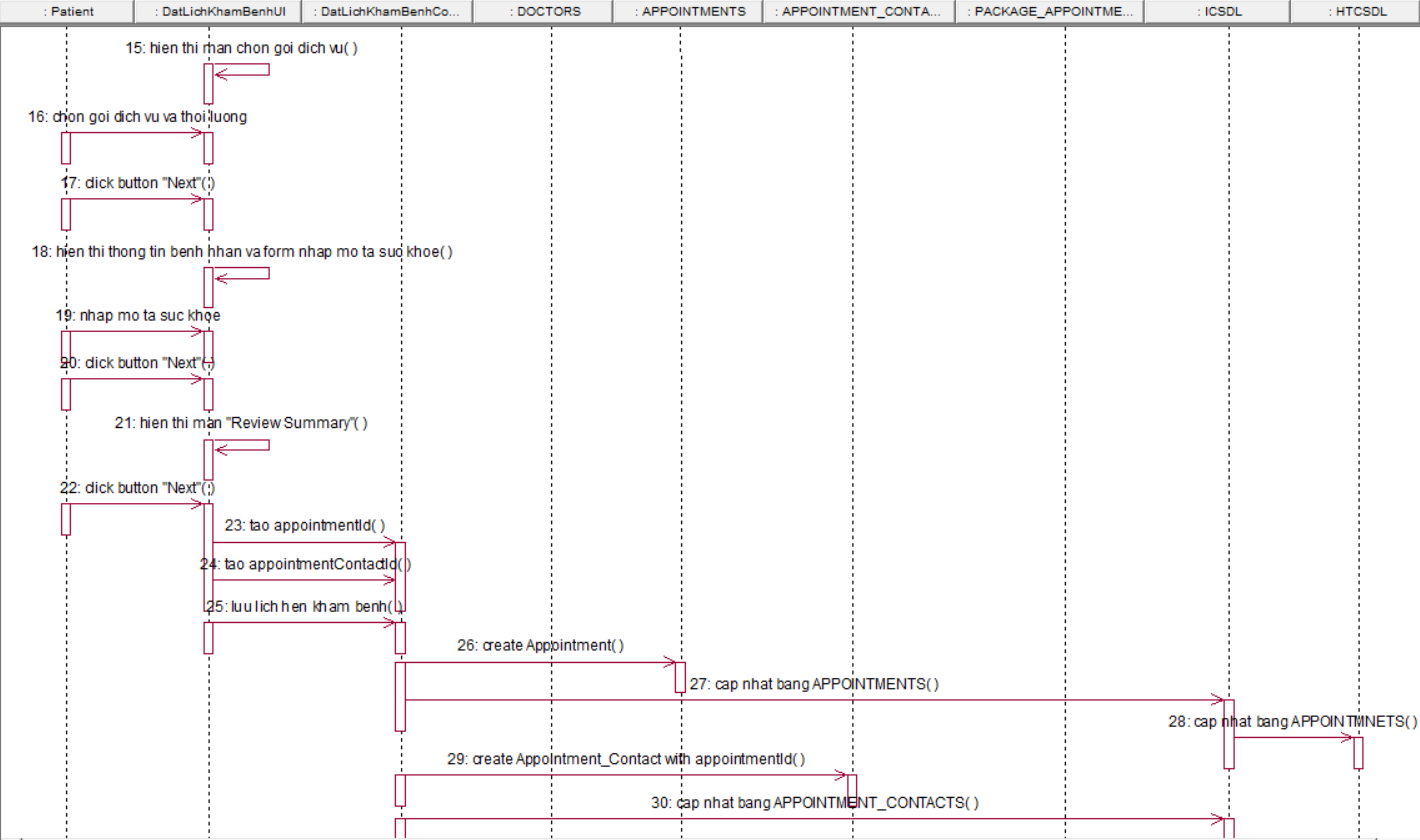 : Patient
: DatLichKhamBenhUI
: DatLichKhamBenhCo...
: DOCTORS
: APPOINTMENTS
: APPOINTMENT_CONTA...
: PACKAGE_APPOINTME...
: ICSDL
: HTCSDL
15: hien thi man chon goi dich vu( )
16: chon goi dich vu va thoi luong
17: click button "Next"( )
18: hien thi thong tin benh nhan va form nhap mo ta suc khoe( )
19: nhap mo ta suc khoe
20: click button "Next"( )
21: hien thi man "Review Summary"( )
22: click button "Next"( )
23: tao appointmentId( )
24: tao appointmentContactId( )
25: luu lich hen kham benh( )
26: create Appointment( )
27: cap nhat bang APPOINTMENTS( )
28: cap nhat bang APPOINTMNETS( )
29: create Appointment_Contact with appointmentId( )
30: cap nhat bang APPOINTMENT_CONTACTS( )